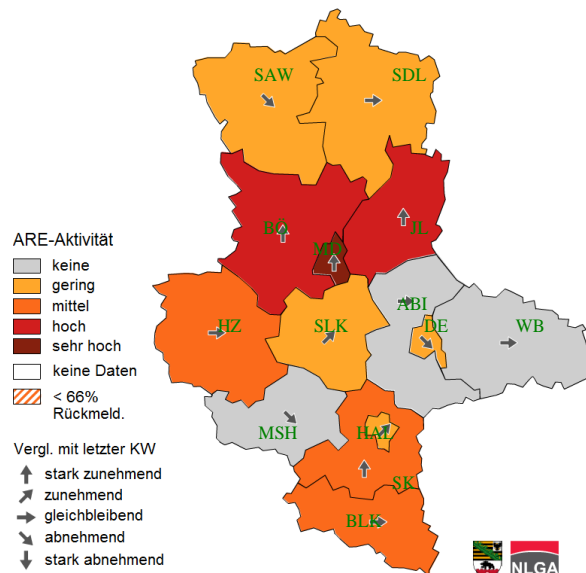 SAW
SDL
BÖ
JL
MD
ABI
HZ
SLK
DE
WB
MSH
HAL
SK
BLK
ARE-Aktivität
keine
gering
mittel
hoch
sehr hoch
keine Daten
< 66%
Rückmeld.
Vergl. mit letzter KW
stark zunehmend
zunehmend
gleichbleibend
abnehmend
stark abnehmend
NLGA